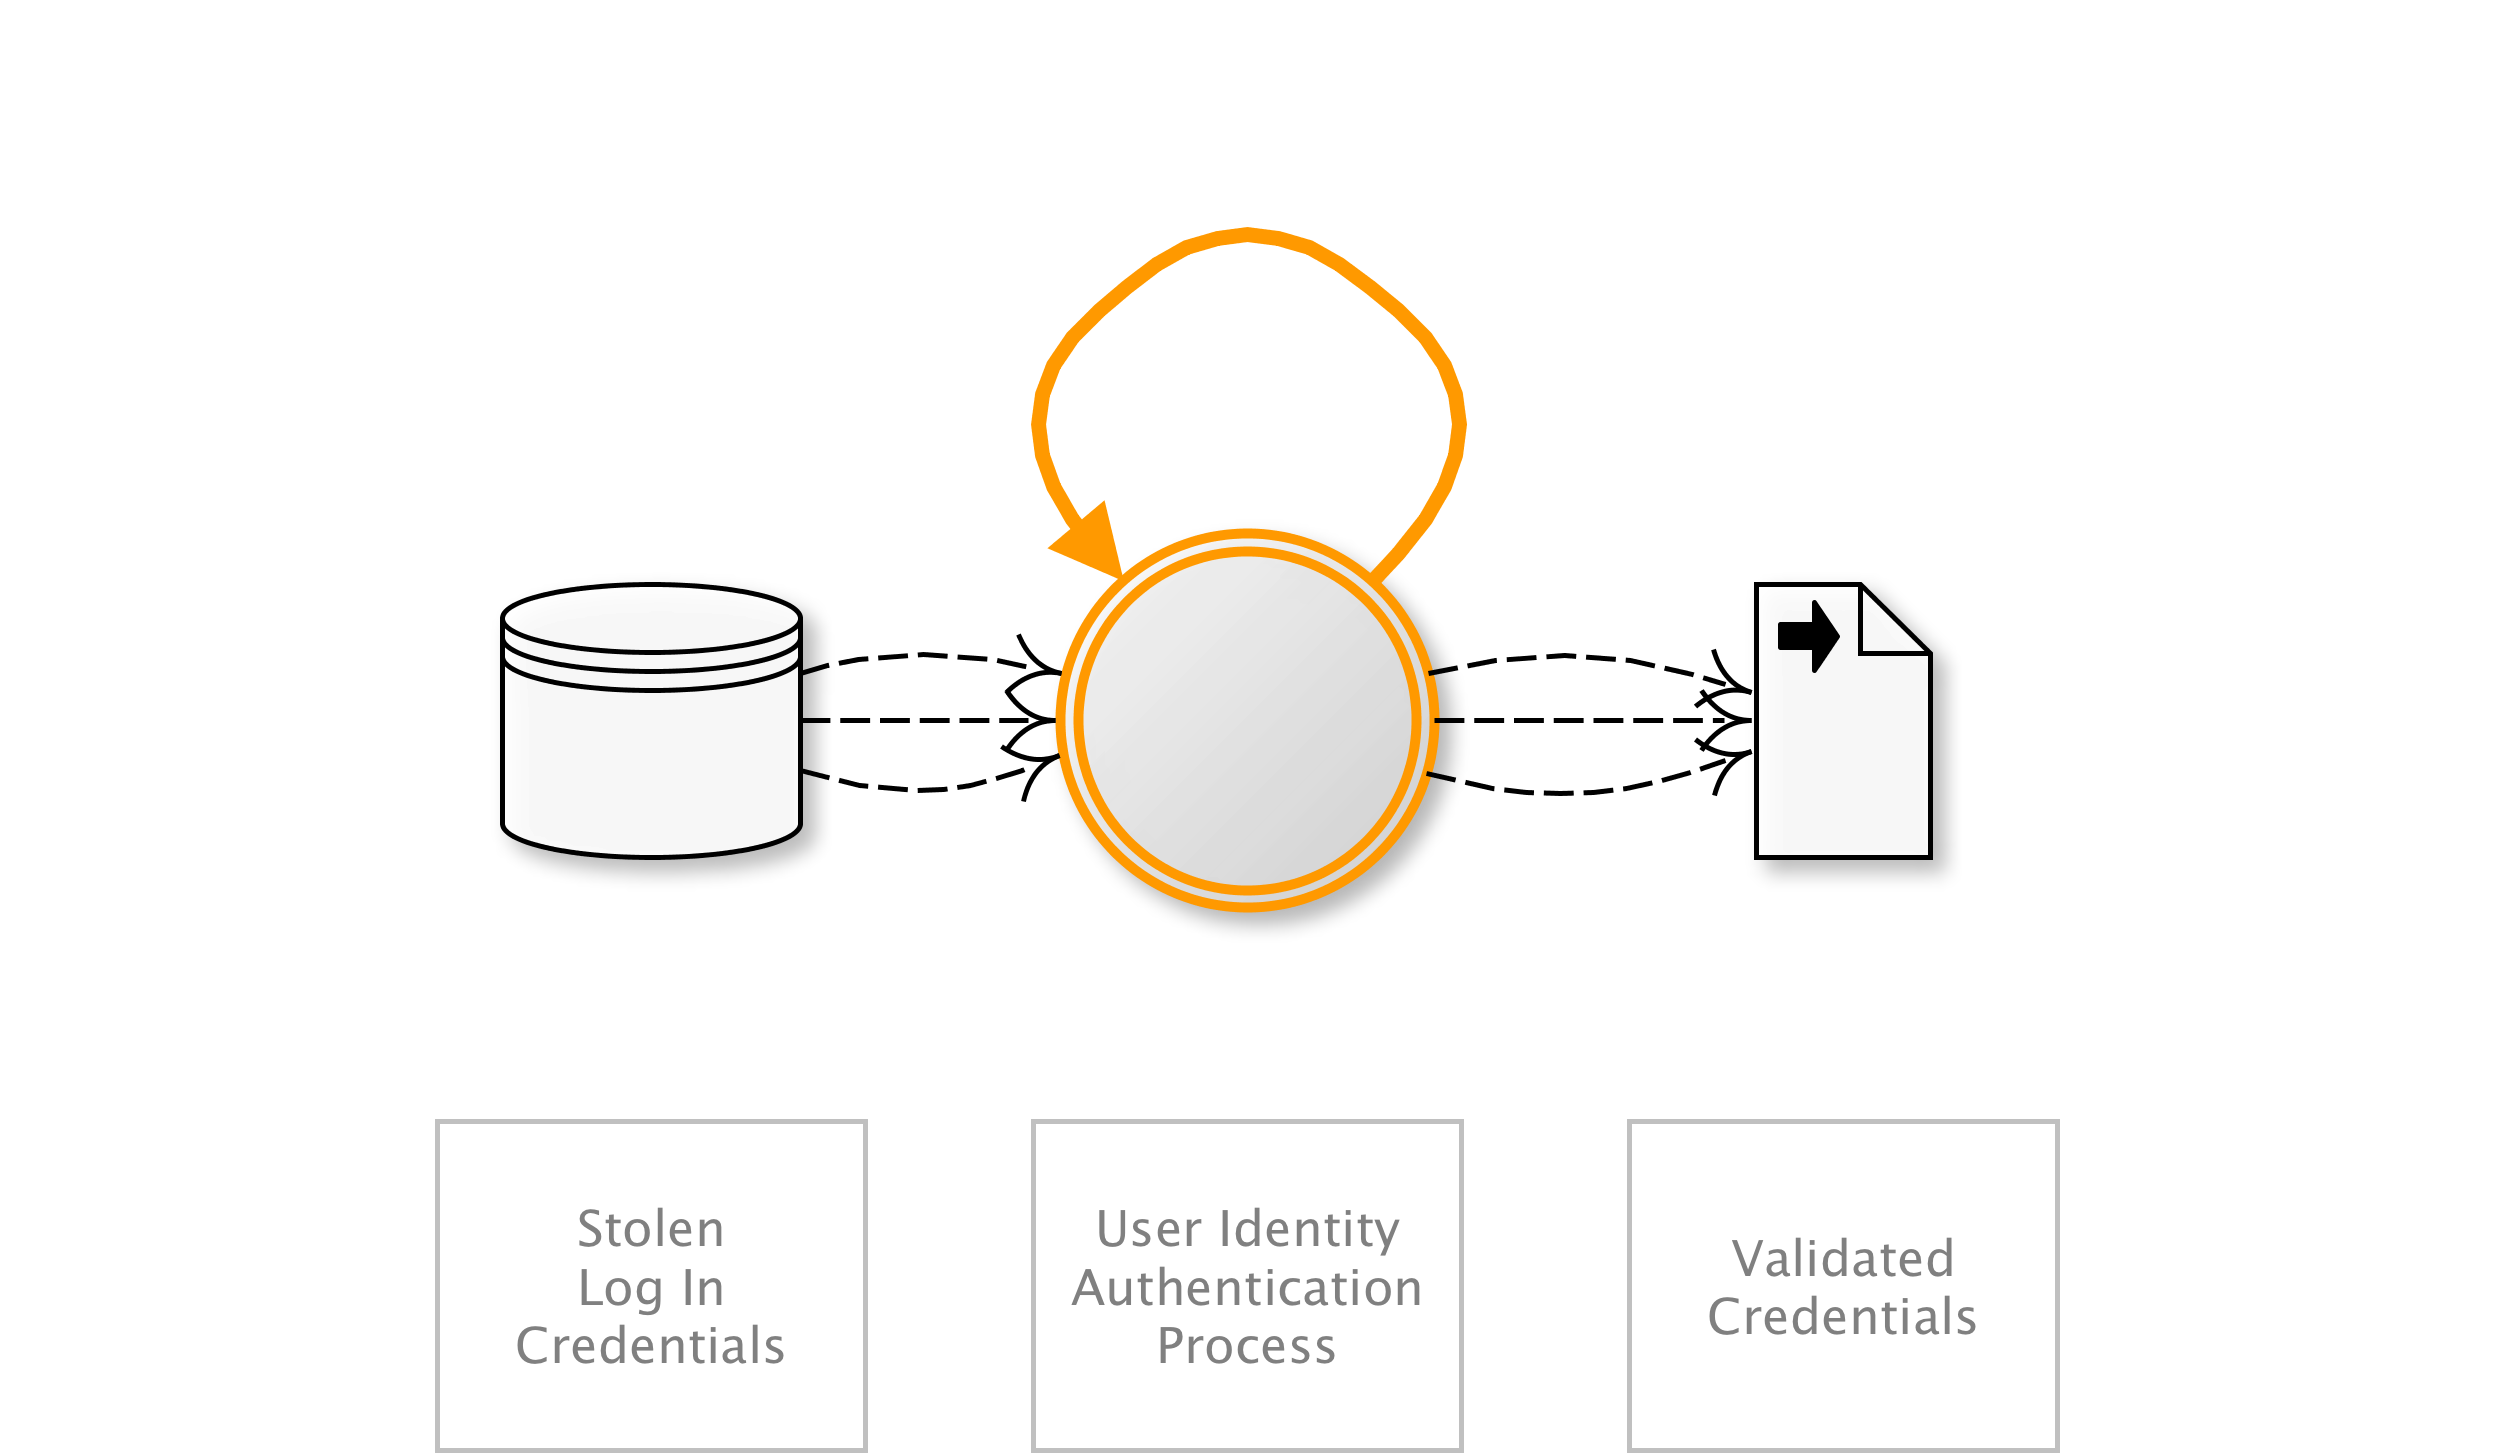 Stolen
Log In
Credentials
User Identity
Authentication
Process
Validated
Credentials